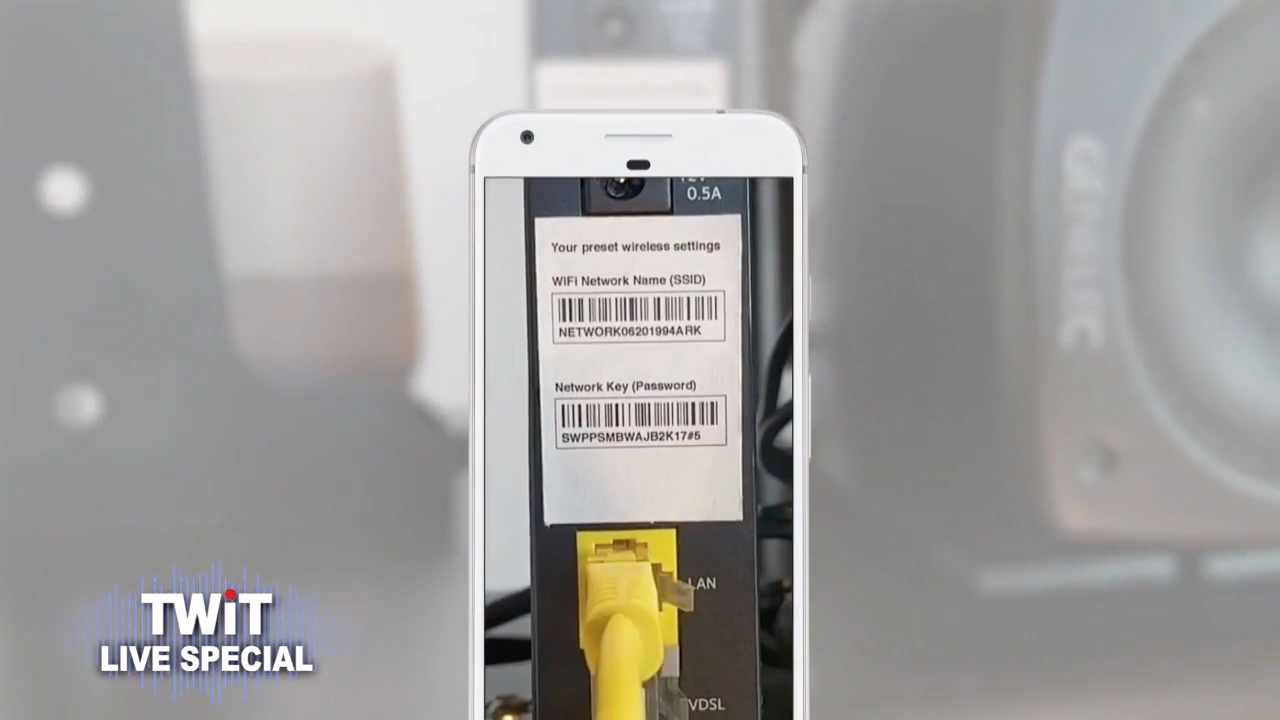 0.5A
Your preset wireless settings
WiFi Network Name (SSID)
NETWORK06201994ARK
Network Key (Password)
SWPPSMBWAJB2K17#5
LAN
VDSL
TWiT
LIVE SPECIAL
GENELEC